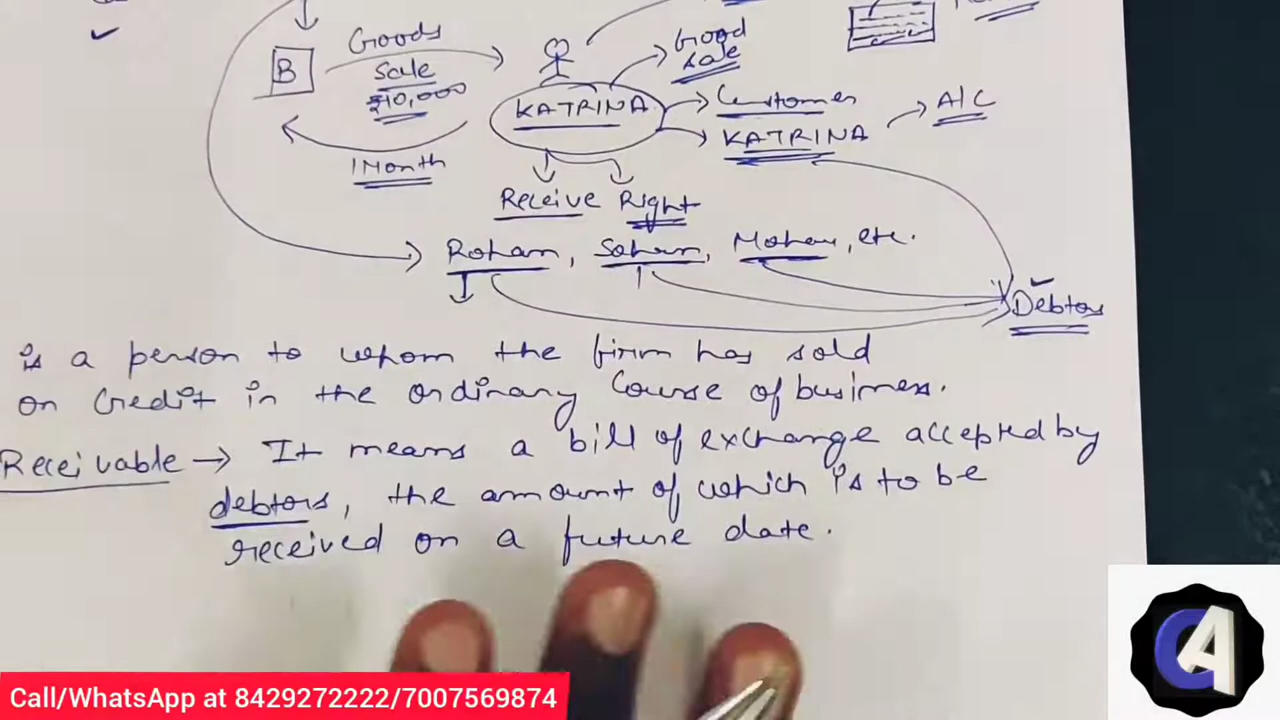 Goods
B
Sale
₹10,000
1 Month
KATRINA
Good
Sale
Customer
KATRINA
A/C
Receive Right
Rohan, Sohan, Mohan, etc.
Debtors
is a person to whom the firm has sold
on Credit in the ordinary Course of business.
Receivable → It means a bill of exchange accepted by
debtors, the amount of which is to be
received on a future date.
Call/WhatsApp at 8429272222/7007569874
CA